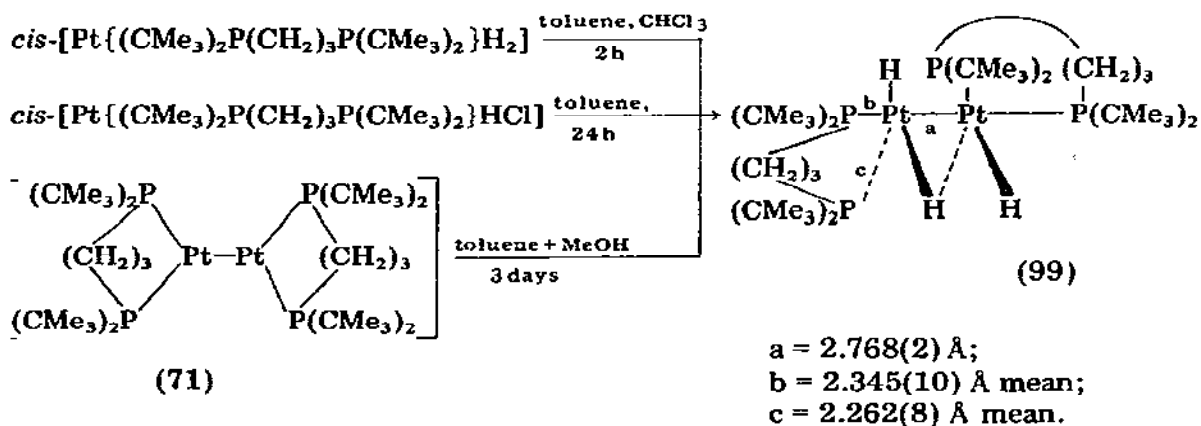 cis-[Pt{(CMe₃)₂P(CH₂)₃P(CMe₃)₂}H₂]
toluene, CHCl₃
2h
cis-[Pt{(CMe₃)₂P(CH₂)₃P(CMe₃)₂}HCl]
toluene,
24h
(CMe₃)₂P
P(CMe₃)₂
(CH₂)₃
Pt—Pt
(CH₂)₃
(CMe₃)₂P
P(CMe₃)₂
toluene + MeOH
3 days
(71)
H
P(CMe₃)₂
(CH₂)₃
(CMe₃)₂P
b
Pt
a
Pt
P(CMe₃)₂
(CH₂)₃
c
(CMe₃)₂P
H
H
(99)
a = 2.768(2) Å;
b = 2.345(10) Å mean;
c = 2.262(8) Å mean.